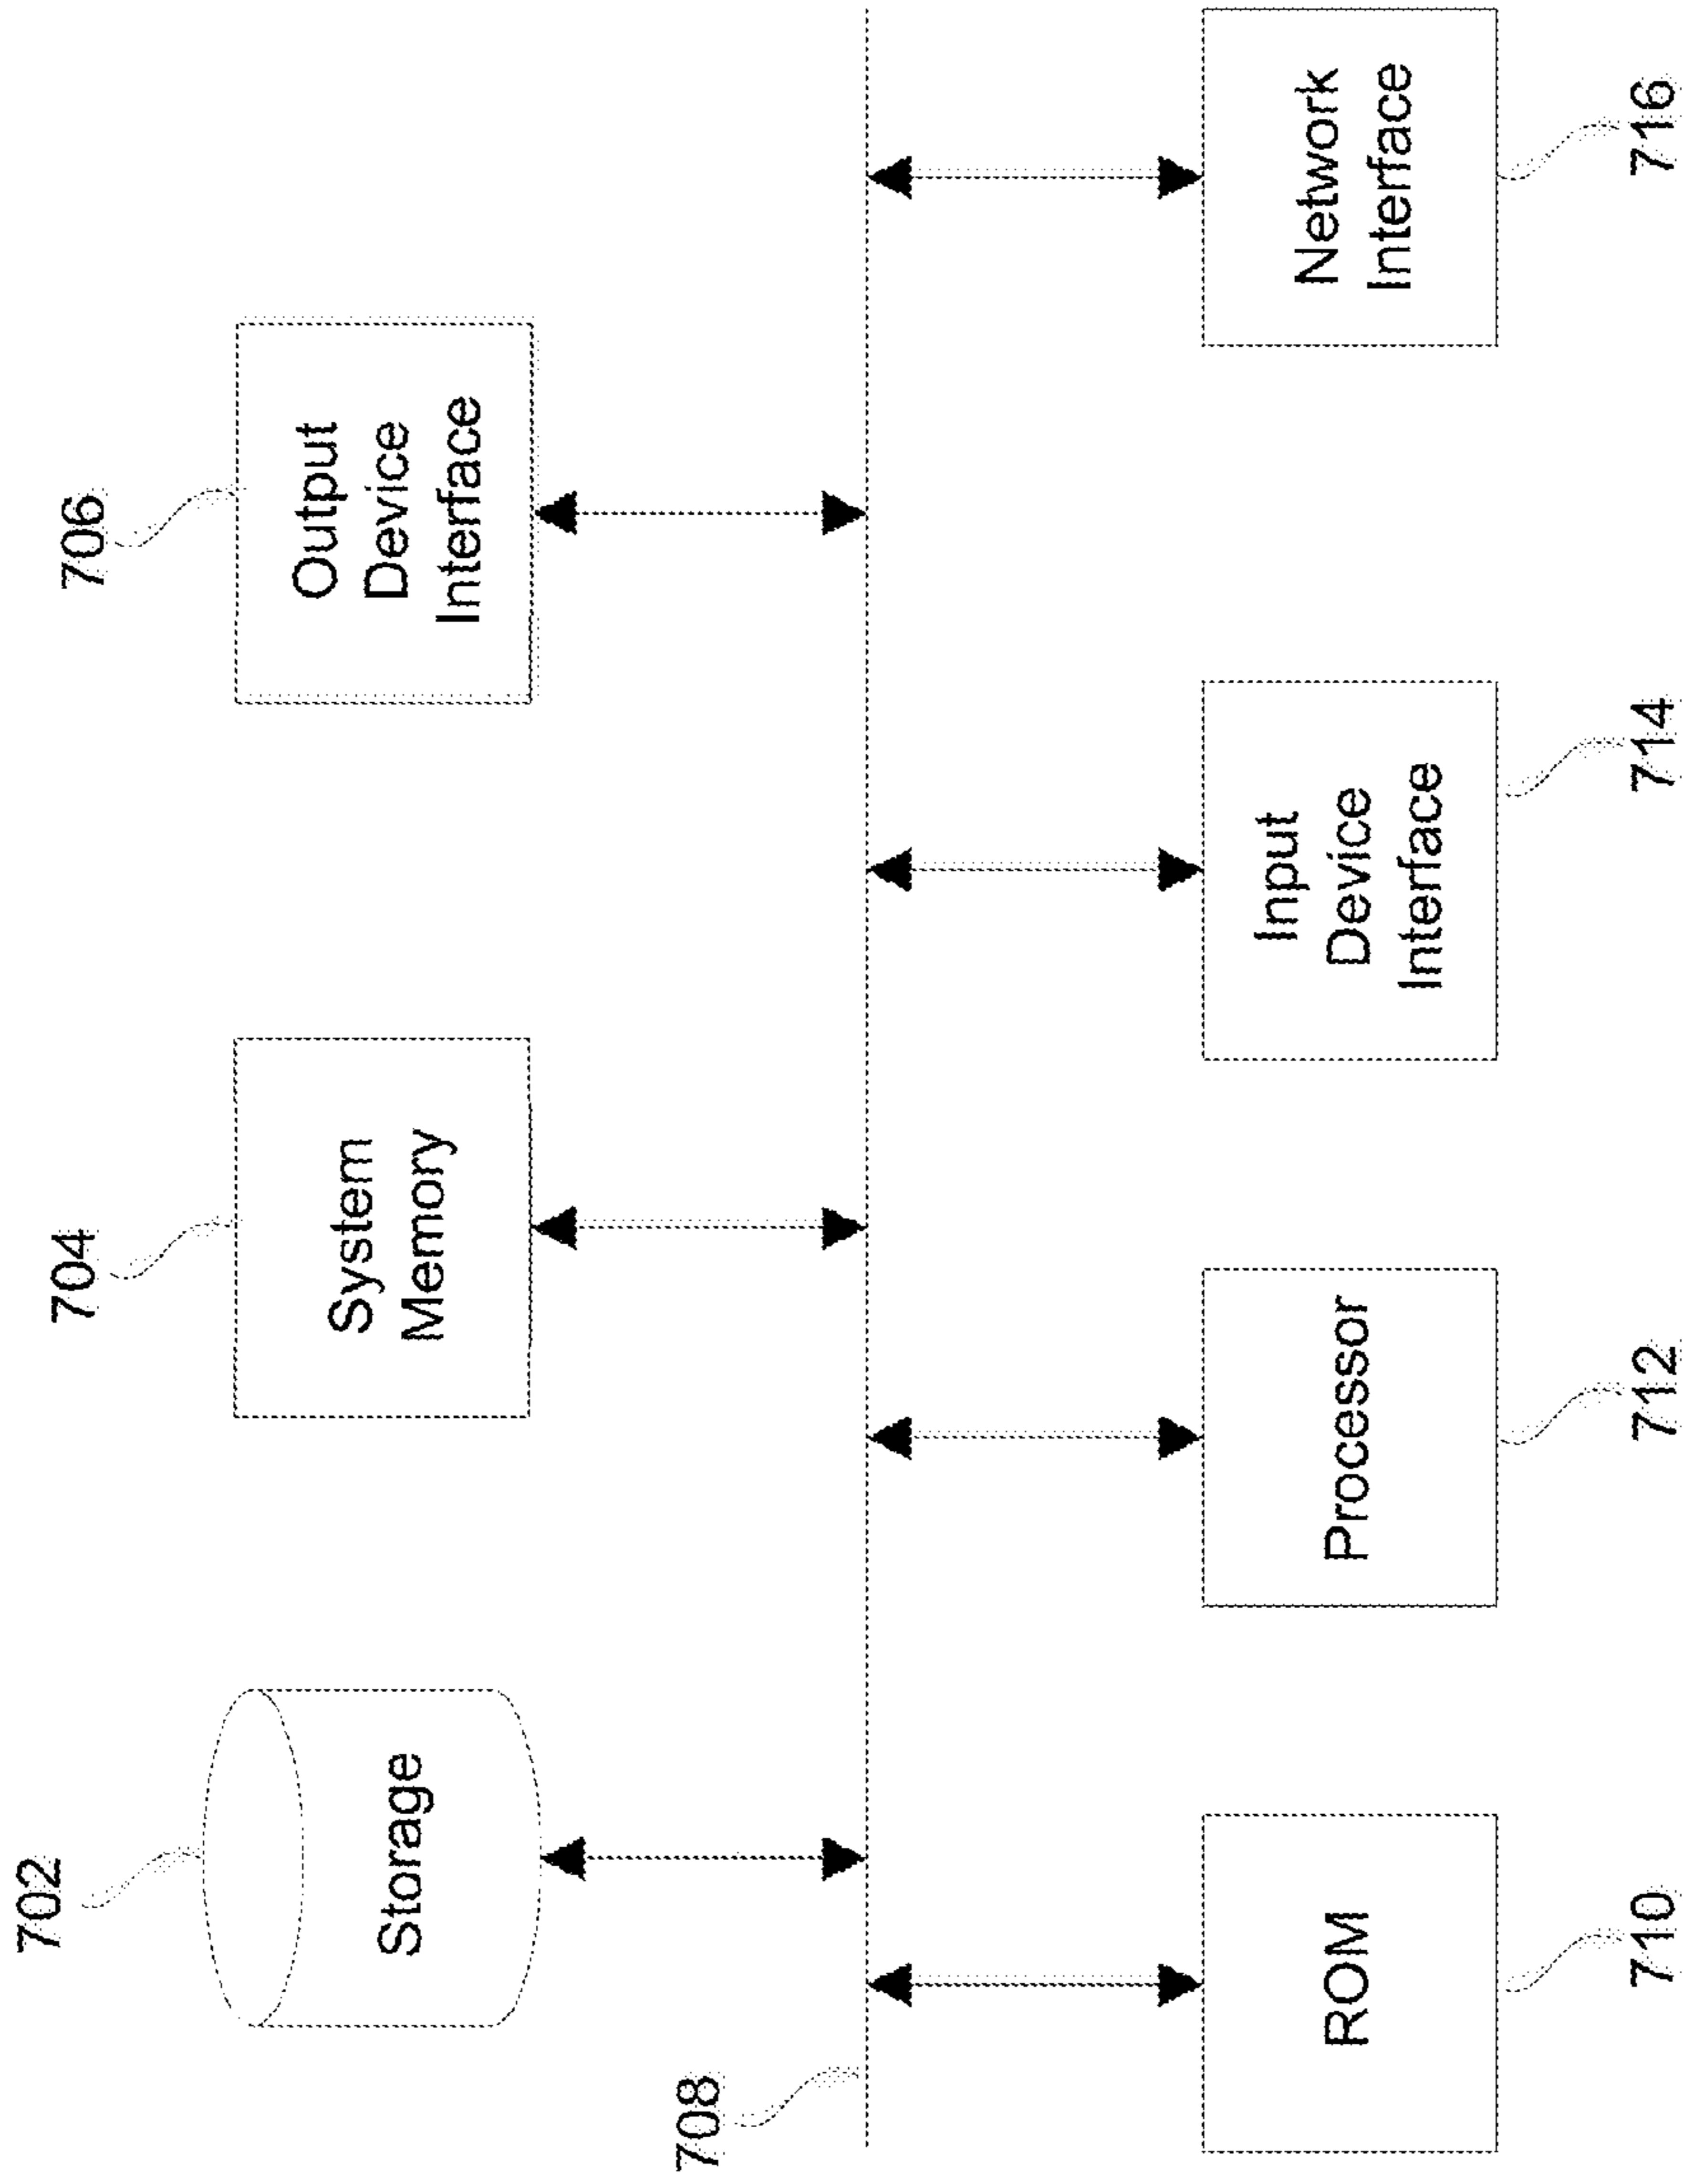 702
704
706
Storage
System
Memory
Output
Device
Interface
708
ROM
Processor
Input
Device
Interface
Network
Interface
710
712
714
716